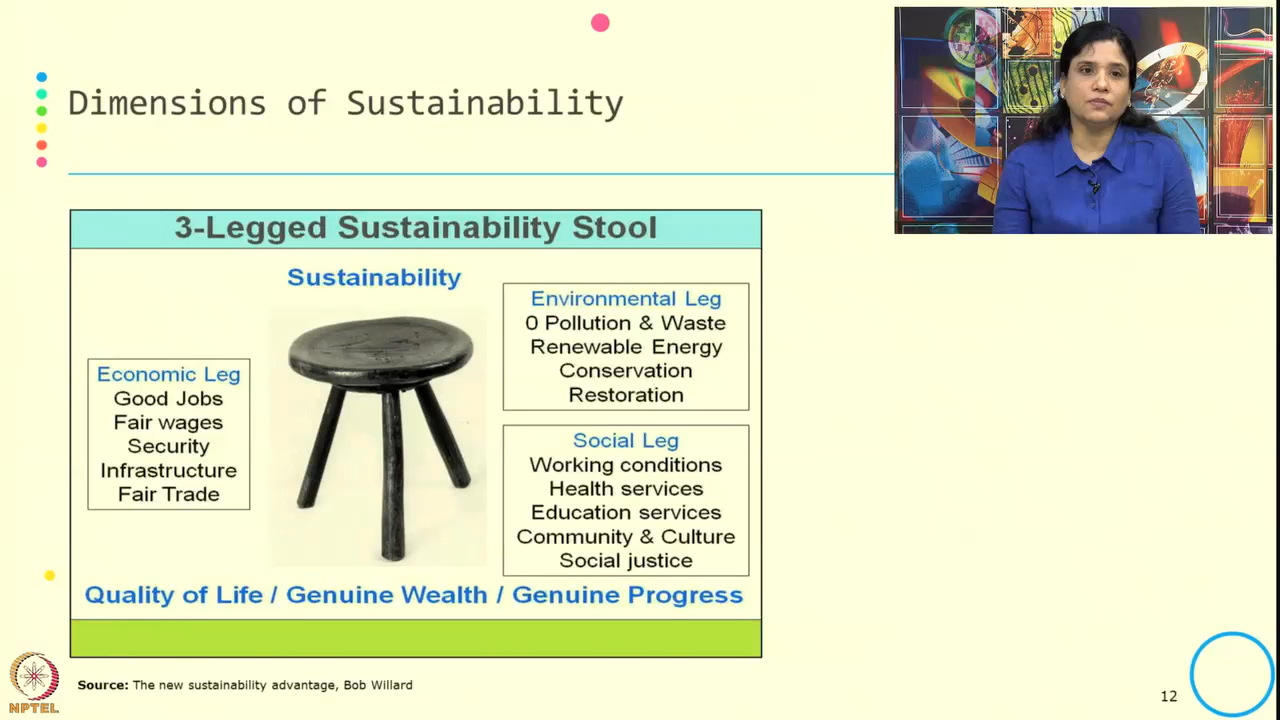 Dimensions of Sustainability
3-Legged Sustainability Stool
Sustainability
Economic Leg
Good Jobs
Fair wages
Security
Infrastructure
Fair Trade
Environmental Leg
0 Pollution & Waste
Renewable Energy
Conservation
Restoration
Social Leg
Working conditions
Health services
Education services
Community & Culture
Social justice
Quality of Life / Genuine Wealth / Genuine Progress
Source: The new sustainability advantage, Bob Willard
NPTEL
12